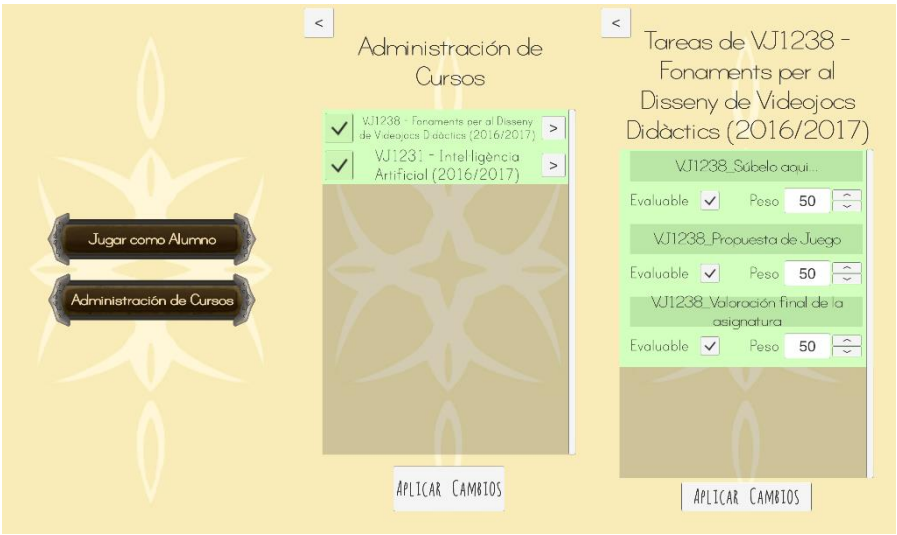 Jugar como Alumno
Administración de Cursos
<
Administración de
Cursos
VJ1238 - Fonaments per al Disseny
de Videojocs Didàctics (2016/2017)
>
VJ1231 - Intel·ligència
Artificial (2016/2017)
>
APLICAR CAMBIOS
<
Tareas de VJ1238 -
Fonaments per al
Disseny de Videojocs
Didàctics (2016/2017)
VJ1238_Súbelo aqui...
Evaluable Peso 50
VJ1238_Propuesta de Juego
Evaluable Peso 50
VJ1238_Valoración final de la
asignatura
Evaluable Peso 50
APLICAR CAMBIOS